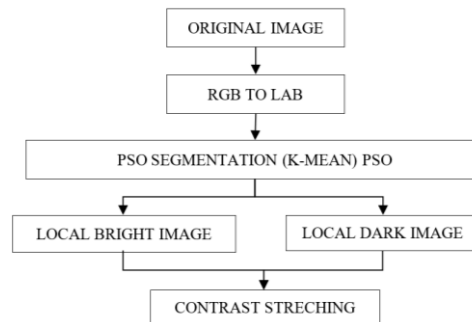 ORIGINAL IMAGE
RGB TO LAB
PSO SEGMENTATION (K-MEAN) PSO
LOCAL BRIGHT IMAGE
LOCAL DARK IMAGE
CONTRAST STRECHING